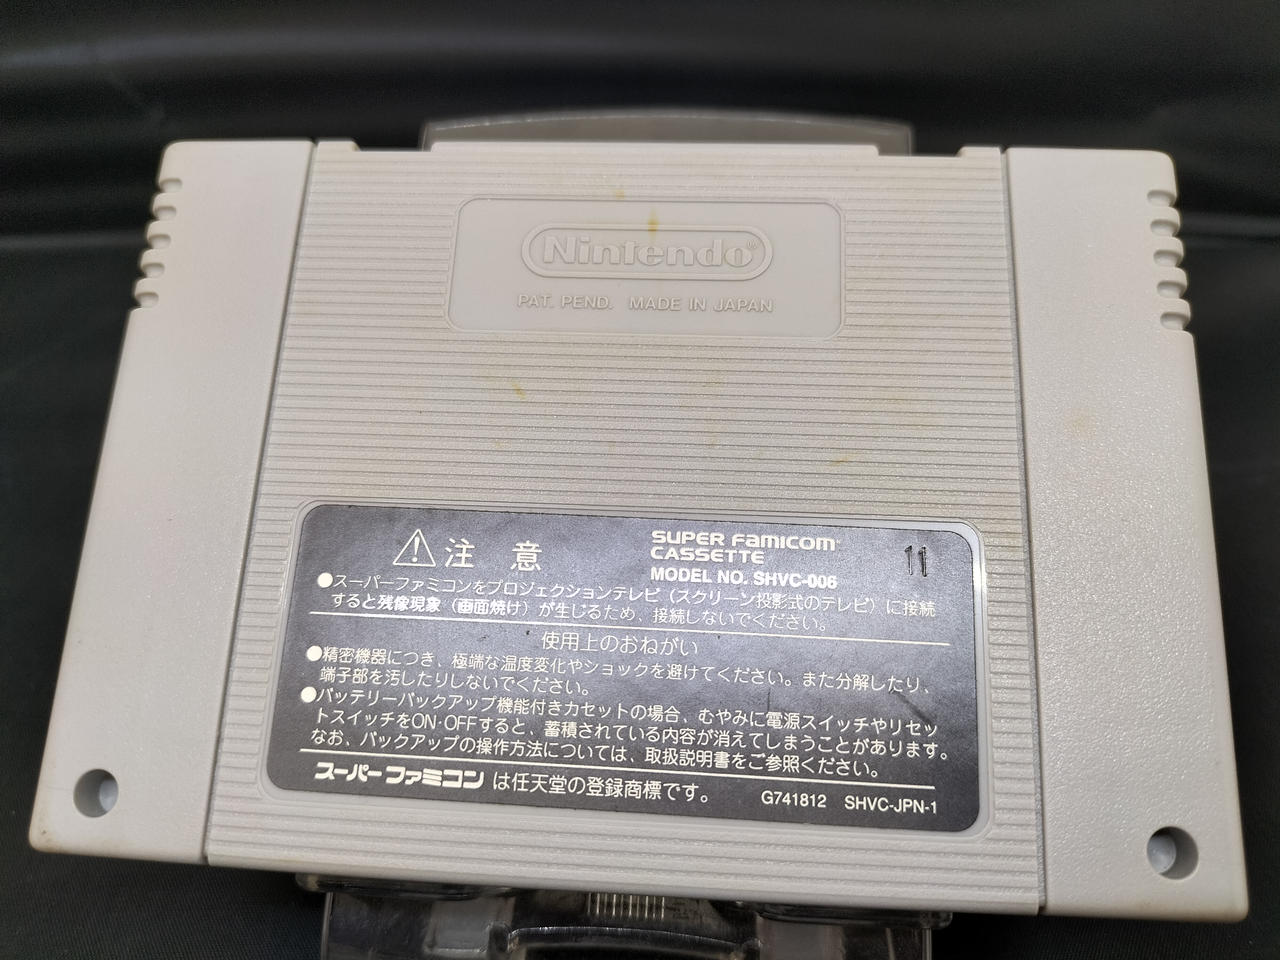 Nintendo®
PAT. PEND. MADE IN JAPAN
注意
SUPER FAMICOM
CASSETTE
MODEL NO. SHVC-006
11
●スーパーファミコンをプロジェクションテレビ（スクリーン投影式のテレビ）に接続
すると残像現象（画面焼け）が生じるため、接続しないでください。
使用上のおねがい
●精密機器につき、極端な温度変化やショックを避けてください。また分解したり、
端子部を汚したりしないでください。
●バッテリーバックアップ機能付きカセットの場合、むやみに電源スイッチやリセッ
トスイッチをON·OFFすると、蓄積されている内容が消えてしまうことがあります。
なお、バックアップの操作方法については、取扱説明書をご参照ください。
スーパーファミコンは任天堂の登録商標です。
G741812 SHVC-JPN-1